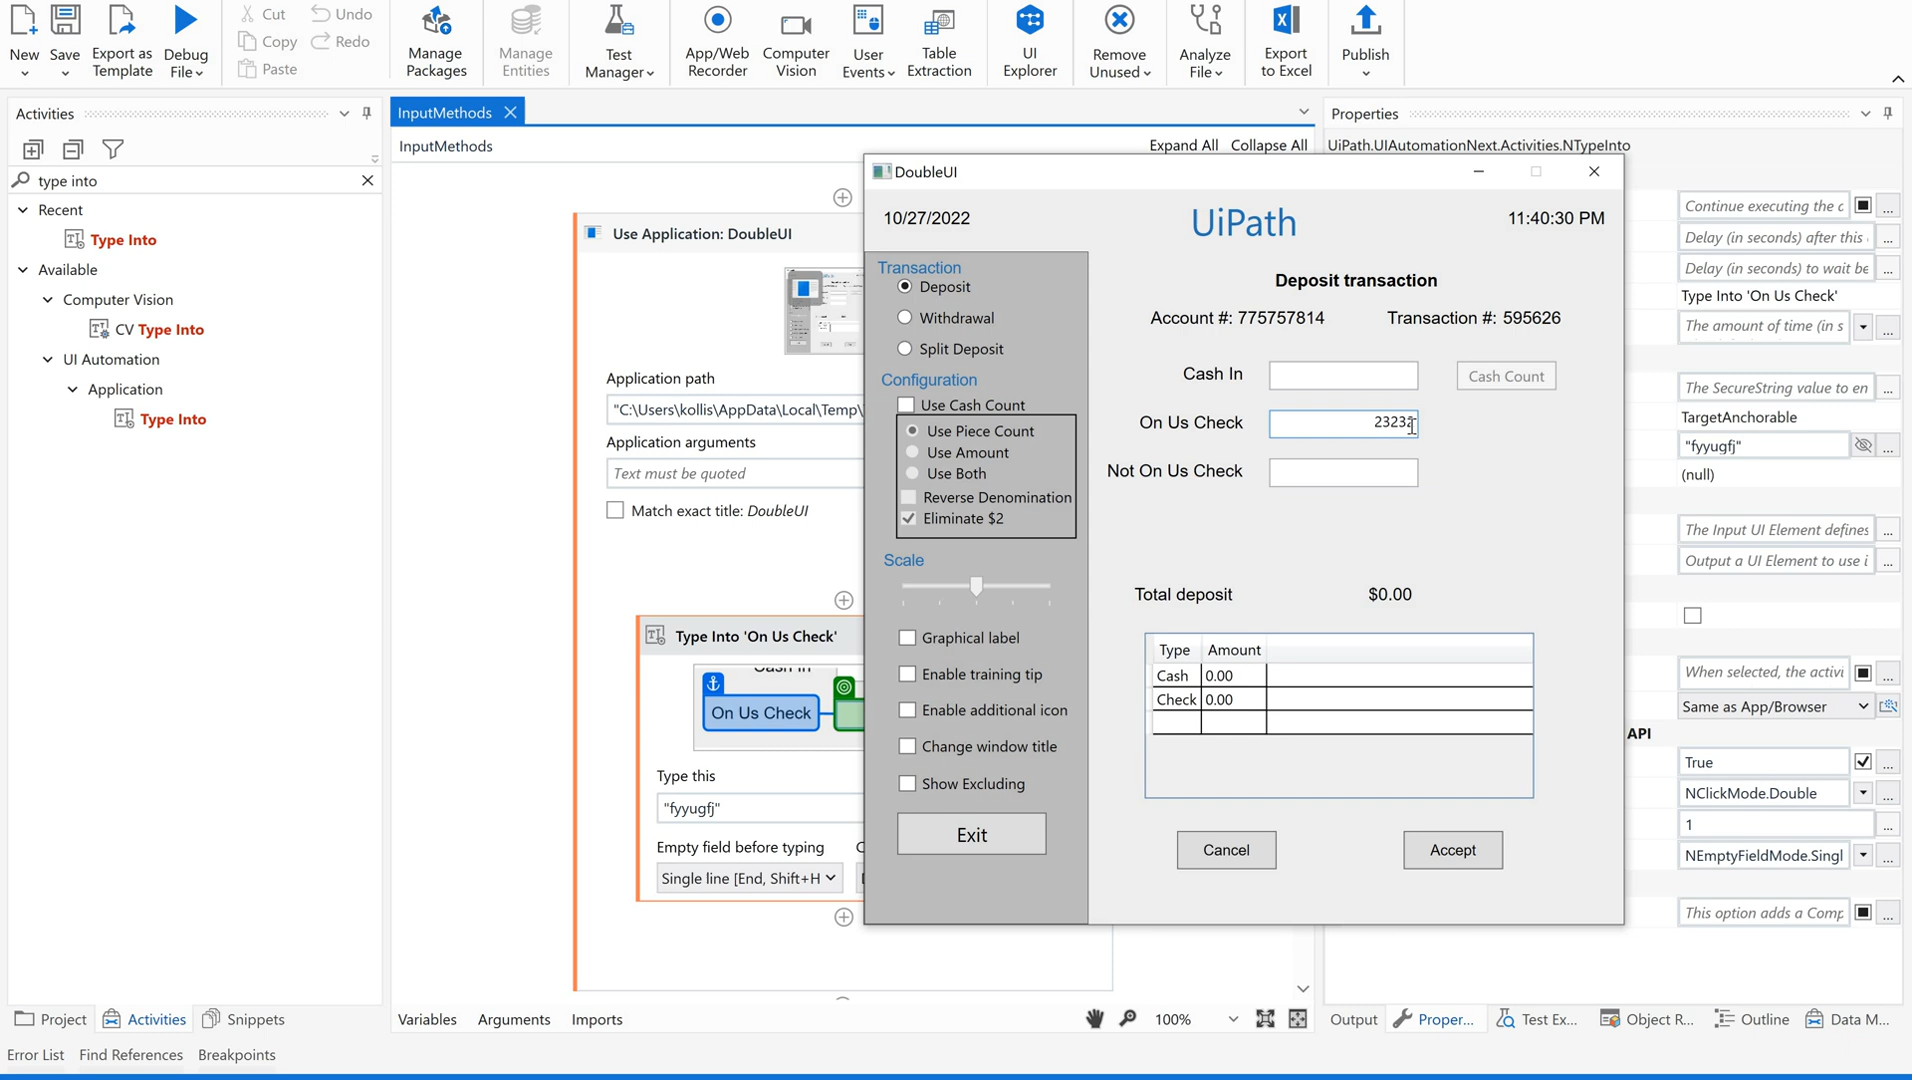 New
Save
Export as Template
Debug File
Cut
Copy
Paste
Undo
Redo
Manage Packages
Manage Entities
Test Manager
App/Web Recorder
Computer Vision
User Events
Table Extraction
UI Explorer
Remove Unused
Analyze File
Export to Excel
Publish
Activities
type into
Recent
Type Into
Available
Computer Vision
CV Type Into
UI Automation
Application
Type Into
InputMethods
InputMethods
Expand All
Collapse All
Use Application: DoubleUI
Application path
"C:\Users\kollis\AppData\Local\Temp\
Application arguments
Text must be quoted
Match exact title: DoubleUI
Type Into 'On Us Check'
On Us Check
Type this
"fyyugfj"
Empty field before typing
Single line [End, Shift+H
DoubleUI
10/27/2022
UiPath
11:40:30 PM
Transaction
Deposit
Withdrawal
Split Deposit
Configuration
Use Cash Count
Use Piece Count
Use Amount
Use Both
Reverse Denomination
Eliminate $2
Scale
Graphical label
Enable training tip
Enable additional icon
Change window title
Show Excluding
Exit
Deposit transaction
Account #: 775757814
Transaction #: 595626
Cash In
Cash Count
On Us Check
Not On Us Check
Total deposit
$0.00
Type Amount
Cash 0.00
Check 0.00
Cancel
Accept
Properties
UiPath.UIAutomationNext.Activities.NTypeInto
Continue executing the c
Delay (in seconds) after this
Delay (in seconds) to wait be
Type Into 'On Us Check'
The amount of time (in s
The SecureString value to en
TargetAnchorable
"fyyugfj"
(null)
The Input UI Element defines
Output a UI Element to use i
When selected, the activi
Same as App/Browser
API
True
NClickMode.Double
1
NEmptyFieldMode.Singl
This option adds a Comp
Project
Activities
Snippets
Variables
Arguments
Imports
100%
Output
Proper...
Test Ex...
Object R...
Outline
Data M...
Error List
Find References
Breakpoints